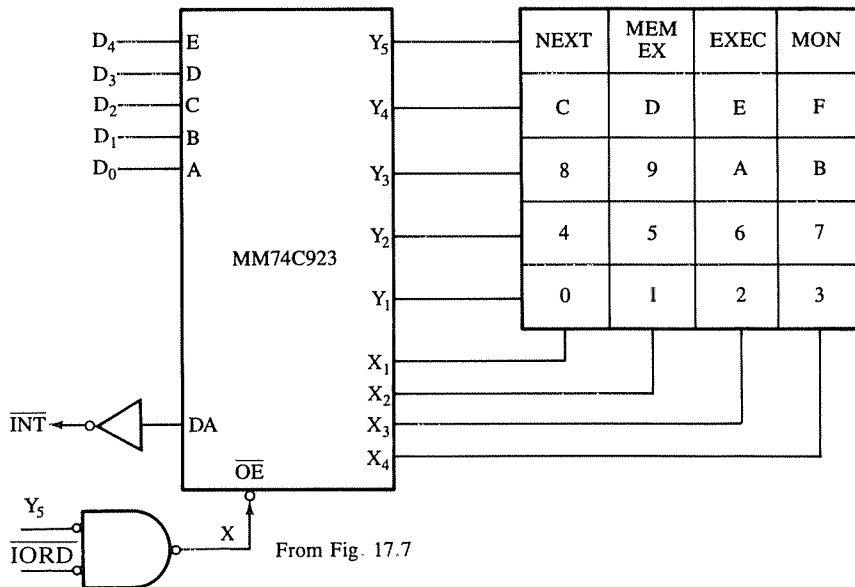 D₄ E
D₃ D
D₂ C
D₁ B
D₀ A
MM74C923
DA
INT
OE
Y₅
IORD
X
From Fig. 17.7
Y₅
Y₄
Y₃
Y₂
Y₁
X₁
X₂
X₃
X₄
NEXT MEM EX EXEC MON
C D E F
8 9 A B
4 5 6 7
0 1 2 3